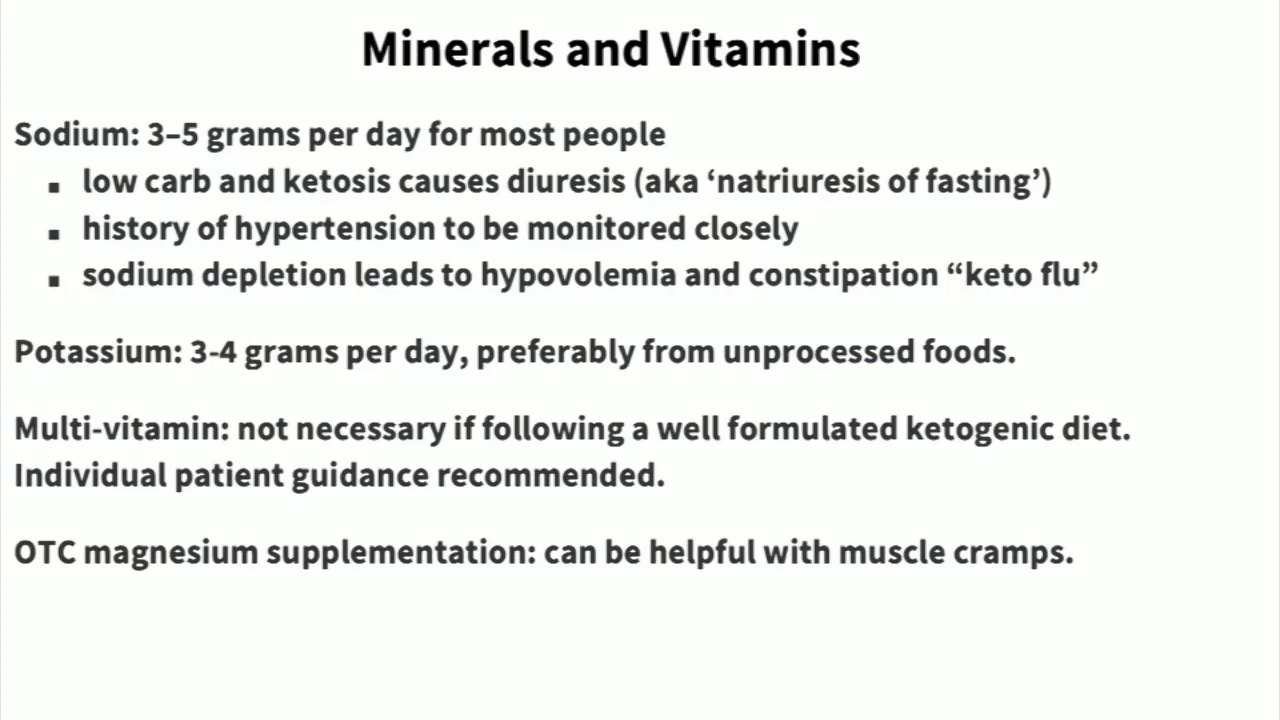 Minerals and Vitamins
Sodium: 3–5 grams per day for most people
▪ low carb and ketosis causes diuresis (aka ‘natriuresis of fasting’)
▪ history of hypertension to be monitored closely
▪ sodium depletion leads to hypovolemia and constipation “keto flu”
Potassium: 3-4 grams per day, preferably from unprocessed foods.
Multi-vitamin: not necessary if following a well formulated ketogenic diet.
Individual patient guidance recommended.
OTC magnesium supplementation: can be helpful with muscle cramps.